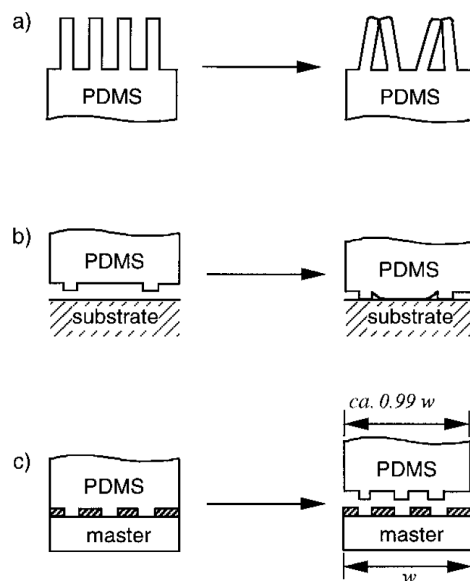 a)
PDMS
PDMS
b)
PDMS
PDMS
substrate
substrate
ca. 0.99 w
c)
PDMS
PDMS
master
master
w